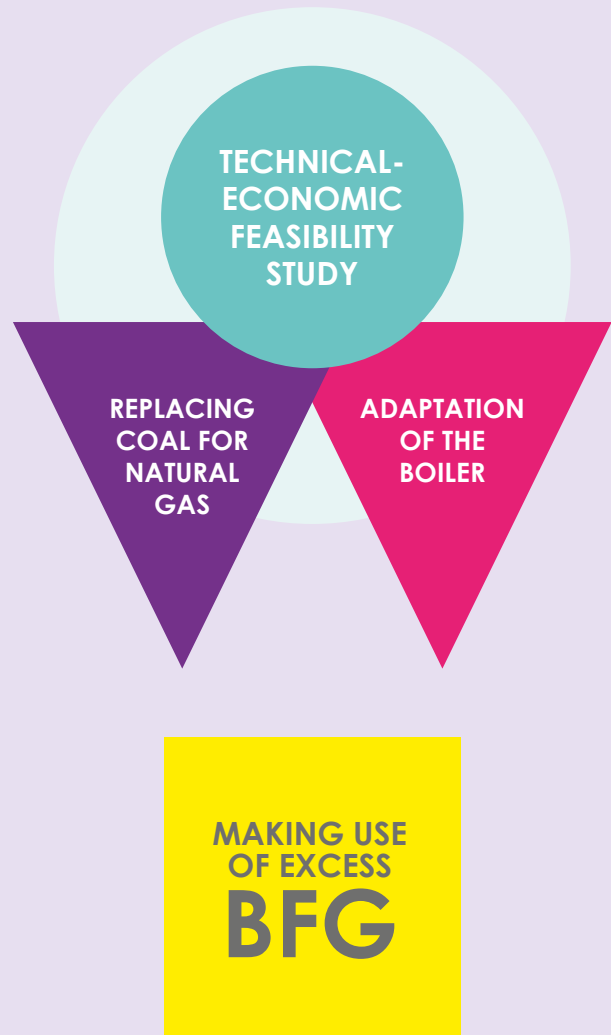 TECHNICAL-
ECONOMIC
FEASIBILITY
STUDY
REPLACING
COAL FOR
NATURAL
GAS
ADAPTATION
OF THE
BOILER
MAKING USE
OF EXCESS
BFG